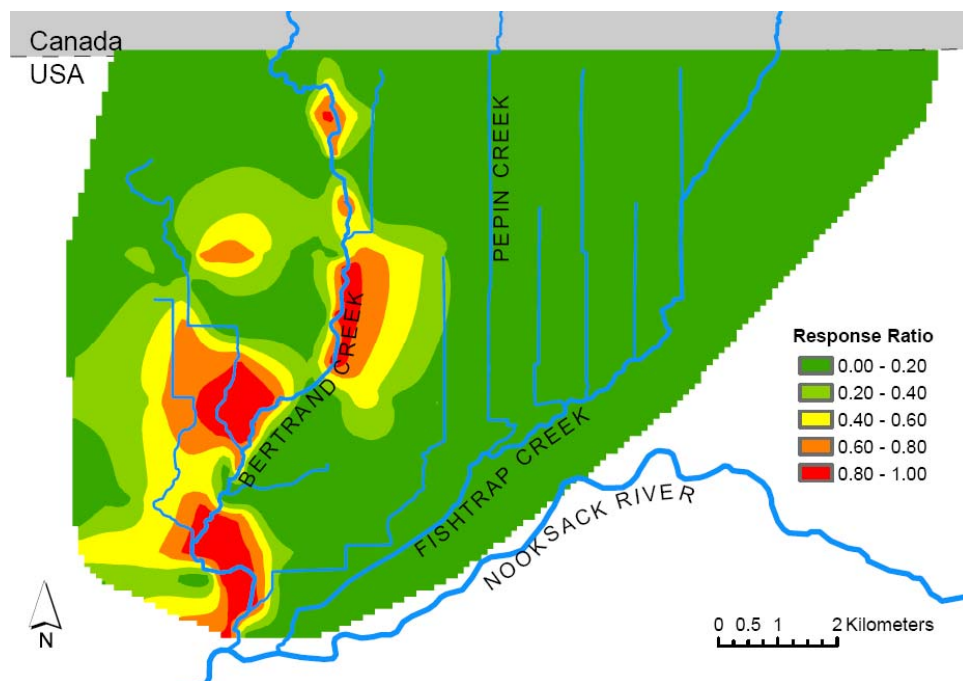 Canada
USA
PEPIN CREEK
BERTRAND CREEK
FISHTRAP CREEK
NOOKSACK RIVER
Response Ratio
0.00 - 0.20
0.20 - 0.40
0.40 - 0.60
0.60 - 0.80
0.80 - 1.00
N
0 0.5 1 2 Kilometers